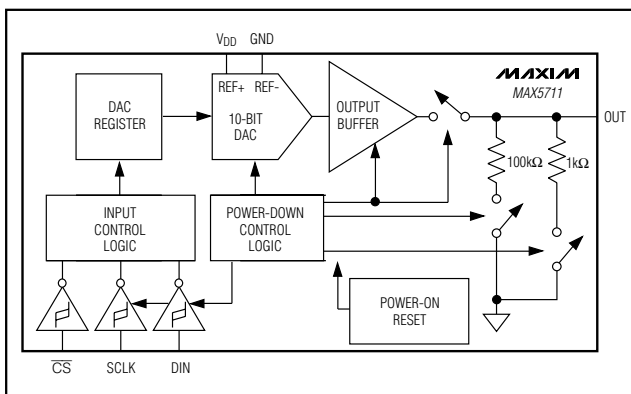 VDD GND
MAXIM
MAX5711
REF+ REF-
DAC
REGISTER
10-BIT
DAC
OUTPUT
BUFFER
OUT
100kΩ
1kΩ
INPUT
CONTROL
LOGIC
POWER-DOWN
CONTROL
LOGIC
POWER-ON
RESET
CS SCLK DIN